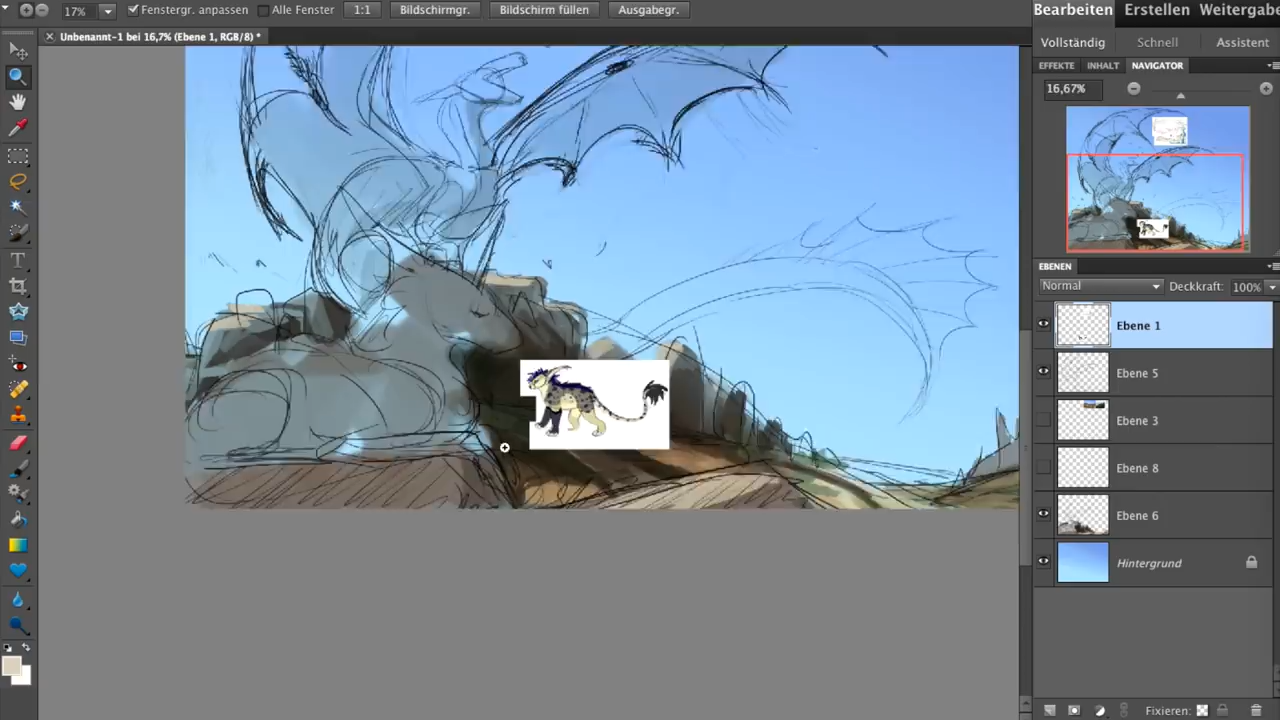 17% Fenstergr. anpassen Alle Fenster 1:1 Bildschirmgr. Bildschirm füllen Ausgabegr.
Bearbeiten Erstellen Weitergabe
Unbenannt-1 bei 16,7% (Ebene 1, RGB/8) *
Vollständig Schnell Assistent
EFFEKTE INHALT NAVIGATOR
16,67%
EBENEN
Normal Deckkraft: 100%
Ebene 1
Ebene 5
Ebene 3
Ebene 8
Ebene 6
Hintergrund
Fixieren: